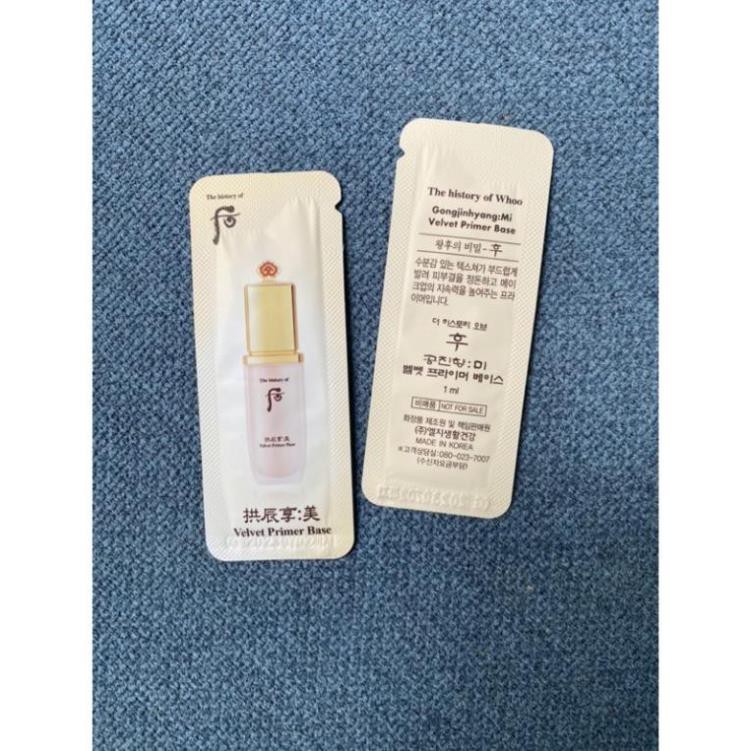 The history of
后
The history of
后
拱辰享:美
Velvet Primer Base
拱辰享:美
Velvet Primer Base
The history of Whoo
Gongjinhyang:Mi
Velvet Primer Base
왕후의 비밀-후
수분감 있는 텍스쳐가 부드럽게
발려 피부결을 정돈하고 메이
크업의 지속력을 높여주는 프라
이머입니다.
더 히스토리 오브
후
공진향:미
벨벳 프라이머 베이스
1 ml
비매품 NOT FOR SALE
화장품 제조원 및 책임판매원
(주)엘지생활건강
MADE IN KOREA
※고객상담실:080-023-7007
(수신자요금부담)